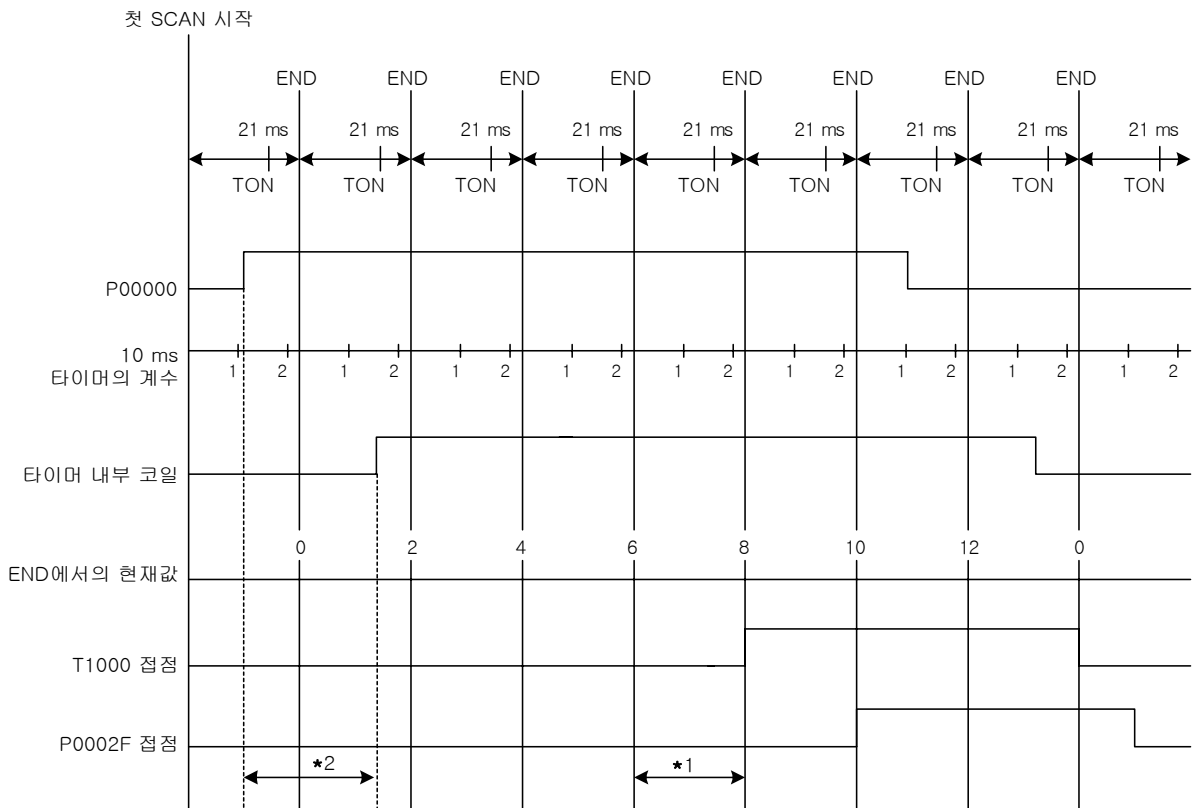 첫 SCAN 시작
END END END END END END END END
21 ms 21 ms 21 ms 21 ms 21 ms 21 ms 21 ms 21 ms 21 ms
TON TON TON TON TON TON TON TON TON
P00000
10 ms
타이머의 계수
1 2 1 2 1 2 1 2 1 2 1 2 1 2 1 2 1 2
타이머 내부 코일
0 2 4 6 8 10 12 0
END에서의 현재값
T1000 접점
P0002F 접점
★2 ★1